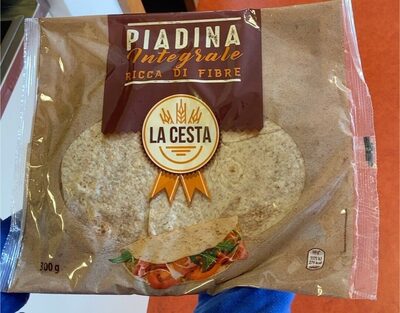 PIADINA
Integrale
RICCA DI FIBRE
LA CESTA
300 g